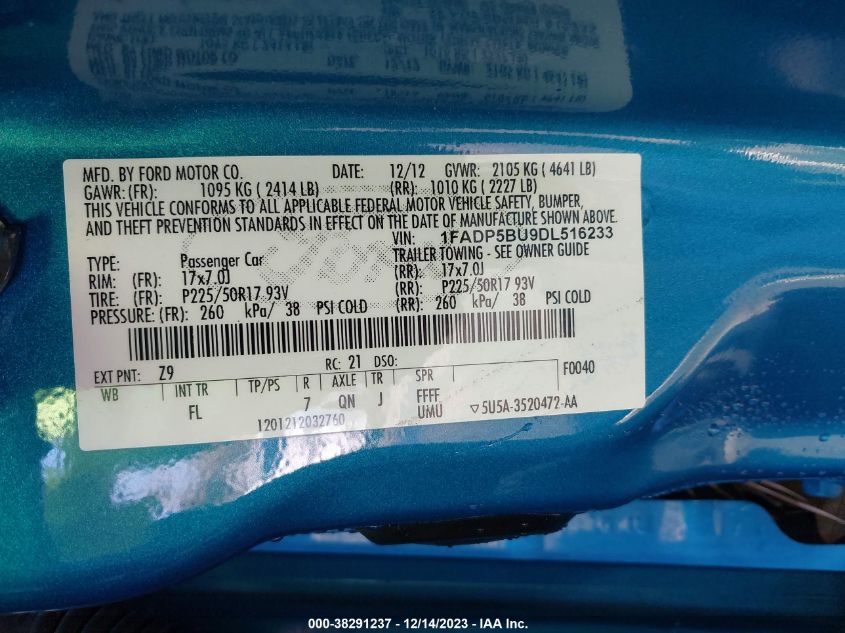 MFD. BY FORD MOTOR CO. DATE: 12/12 GVWR: 2105 KG ( 4641 LB)
GAWR:(FR): 1095 KG ( 2414 LB) (RR): 1010 KG ( 2227 LB)
THIS VEHICLE CONFORMS TO ALL APPLICABLE FEDERAL MOTOR VEHICLE SAFETY, BUMPER,
AND THEFT PREVENTION STANDARDS IN EFFECT ON THE DATE OF MANUFACTURE SHOWN ABOVE.
VIN: 1FADP5BU9DL516233
TYPE: Passenger Car TRAILER TOWING - SEE OWNER GUIDE
RIM: (FR): 17x7.0J (RR): 17x7.0J
TIRE: (FR): P225/50R17 93V (RR): P225/50R17 93V
PRESSURE: (FR): 260 kPa/ 38 PSI COLD (RR): 260 kPa/ 38 PSI COLD
EXT PNT: Z9 RC: 21 DSO: F0040
WB INT TR TP/PS R AXLE TR SPR
FL 7 QN J FFFF
UMU ▽5U5A-3520472-AA
1201212032760
000-38291237 - 12/14/2023 - Copyright © IAA, Inc.